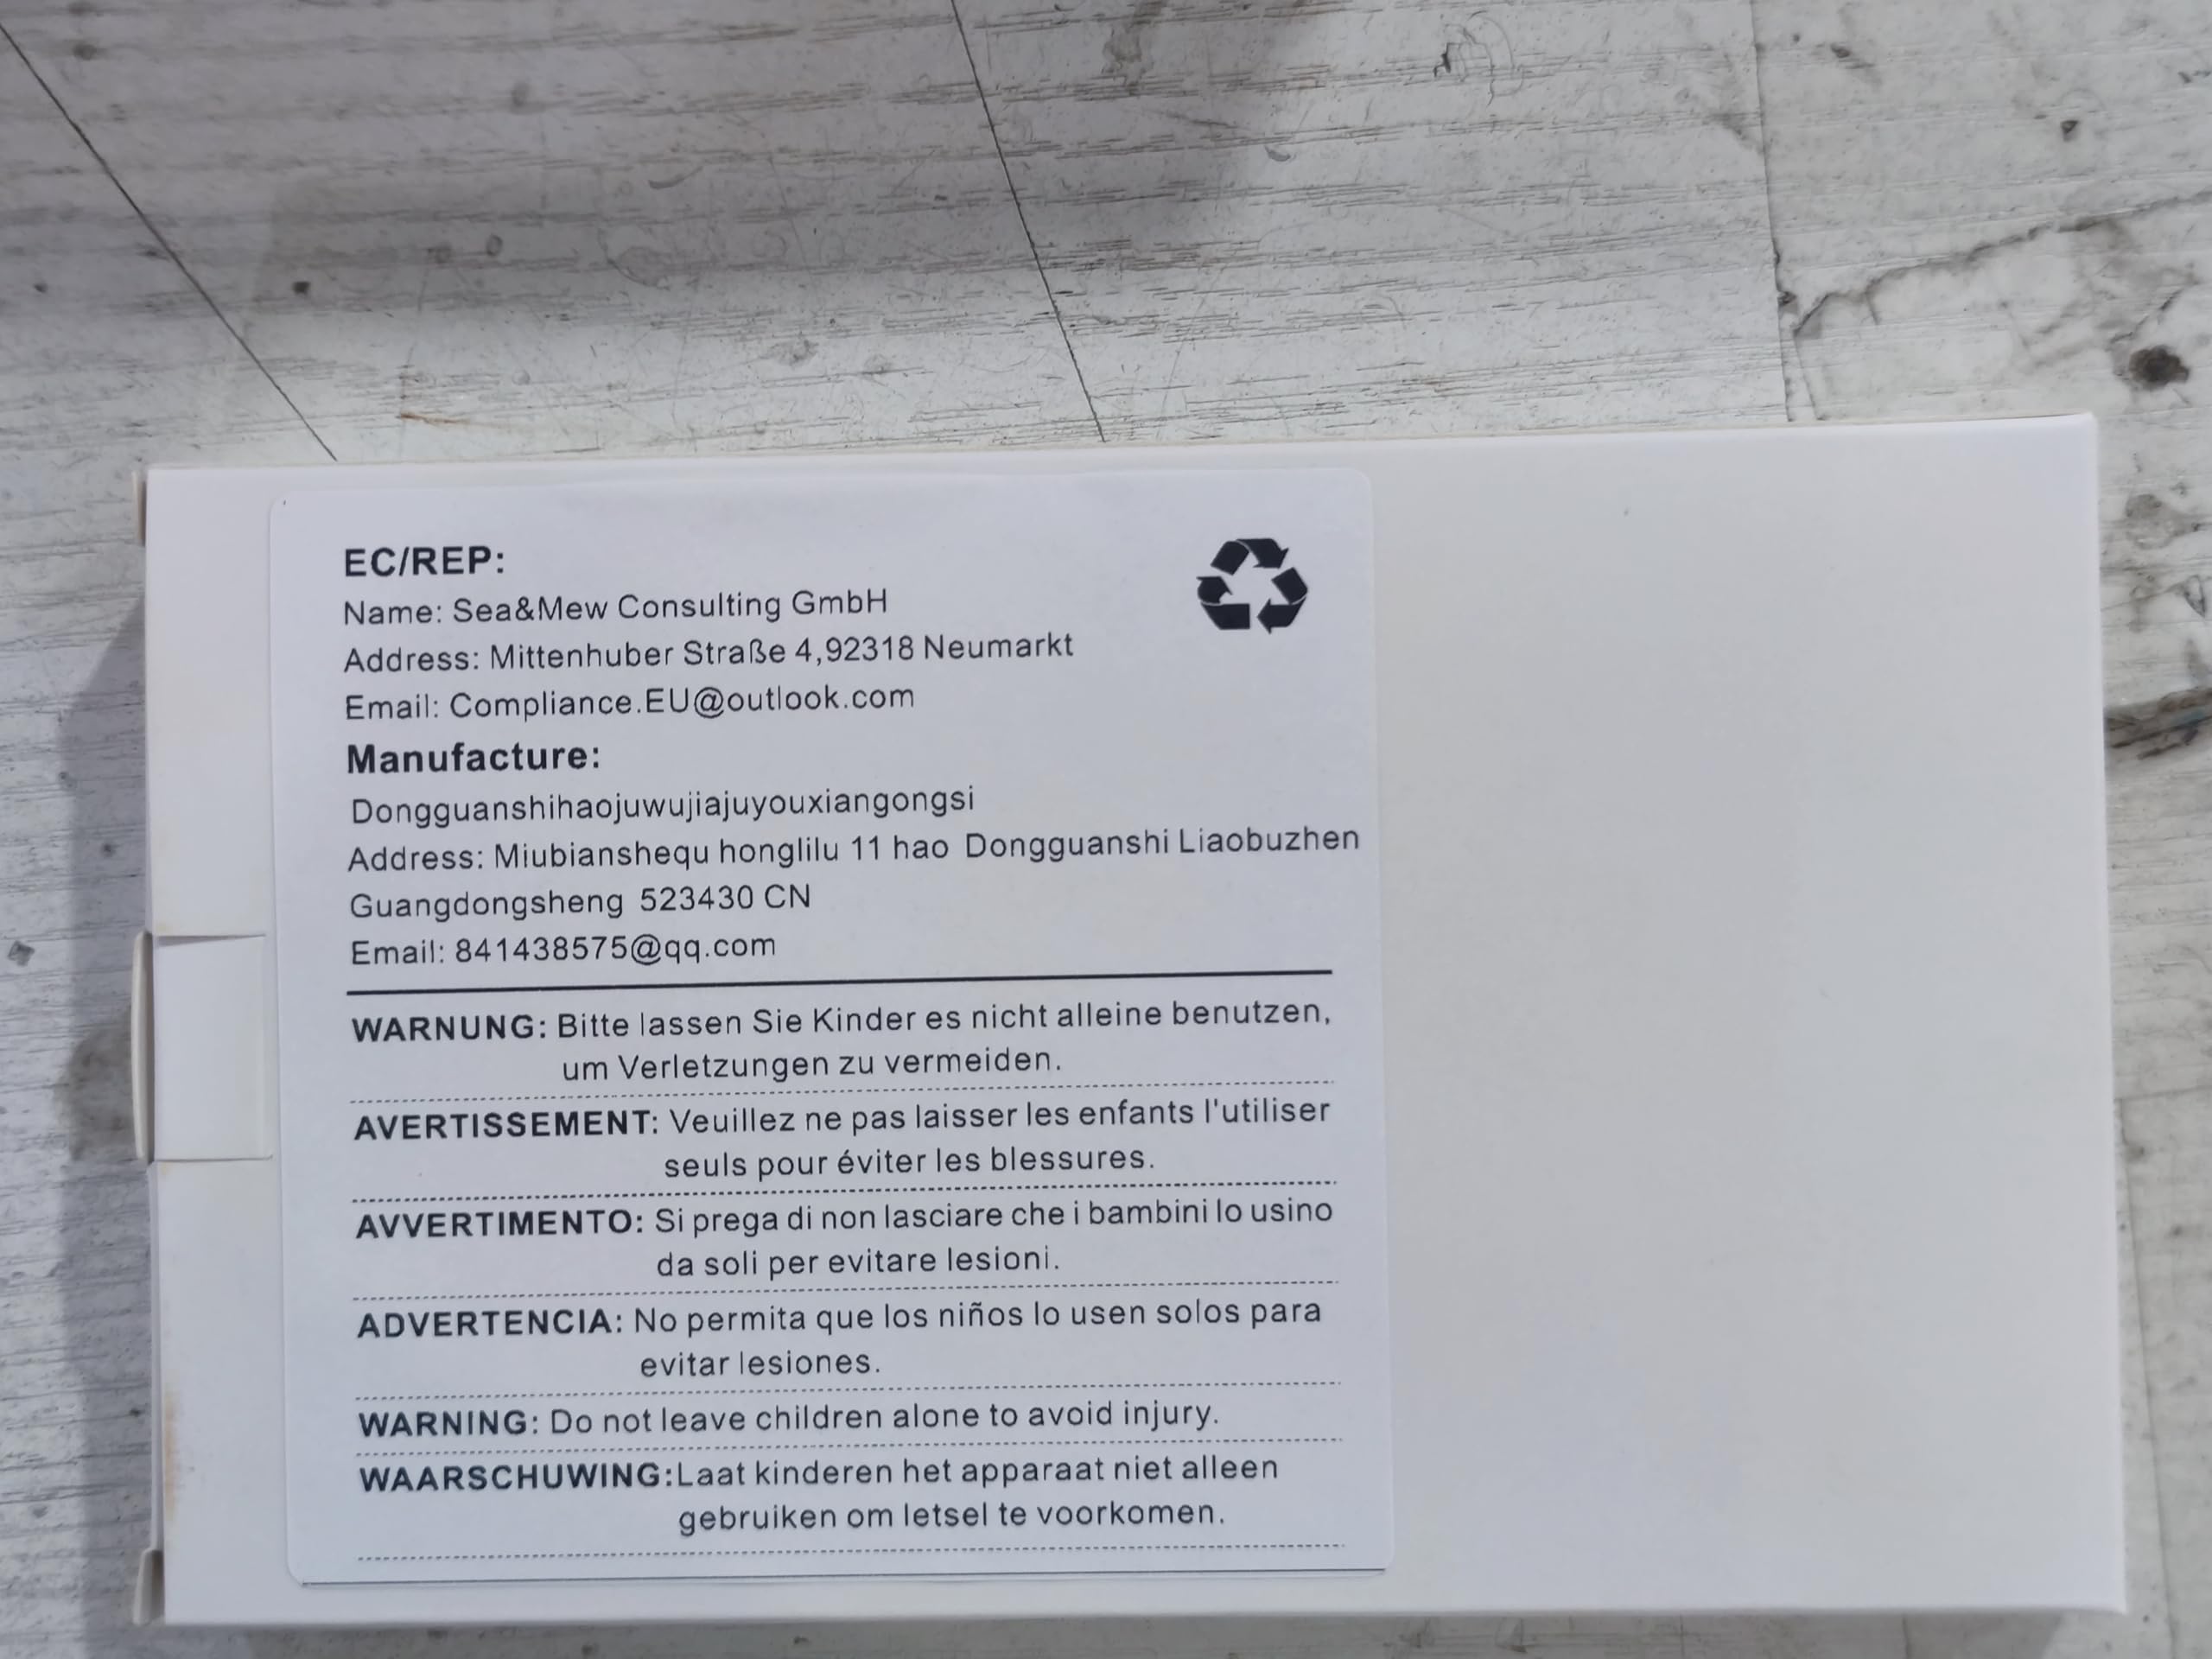 EC/REP:
Name: Sea&Mew Consulting GmbH
Address: Mittenhuber Straße 4,92318 Neumarkt
Email: Compliance.EU@outlook.com
Manufacture:
Dongguanshihaojuwujiajuyouxiangongsi
Address: Miubianshequ honglilu 11 hao Dongguanshi Liaobuzhen
Guangdongsheng 523430 CN
Email: 841438575@qq.com
WARNUNG: Bitte lassen Sie Kinder es nicht alleine benutzen,
um Verletzungen zu vermeiden.
AVERTISSEMENT: Veuillez ne pas laisser les enfants l'utiliser
seuls pour éviter les blessures.
AVVERTIMENTO: Si prega di non lasciare che i bambini lo usino
da soli per evitare lesioni.
ADVERTENCIA: No permita que los niños lo usen solos para
evitar lesiones.
WARNING: Do not leave children alone to avoid injury.
WAARSCHUWING:Laat kinderen het apparaat niet alleen
gebruiken om letsel te voorkomen.